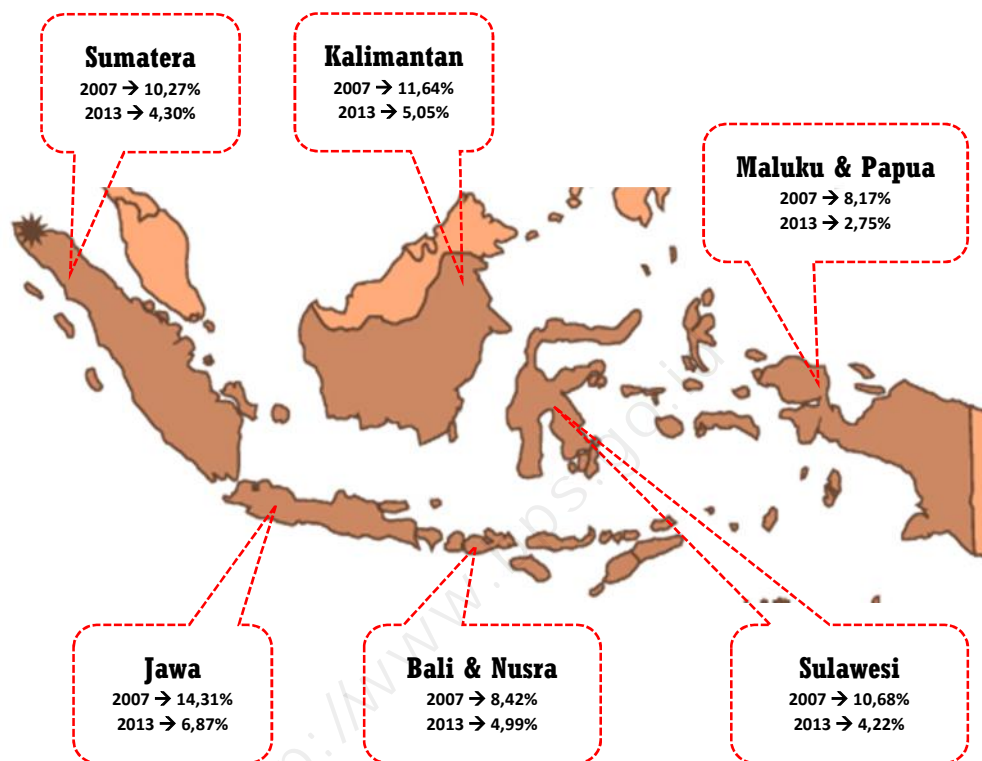 Sumatera
2007 → 10,27%
2013 → 4,30%
Kalimantan
2007 → 11,64%
2013 → 5,05%
Maluku & Papua
2007 → 8,17%
2013 → 2,75%
Jawa
2007 → 14,31%
2013 → 6,87%
Bali & Nusra
2007 → 8,42%
2013 → 4,99%
Sulawesi
2007 → 10,68%
2013 → 4,22%